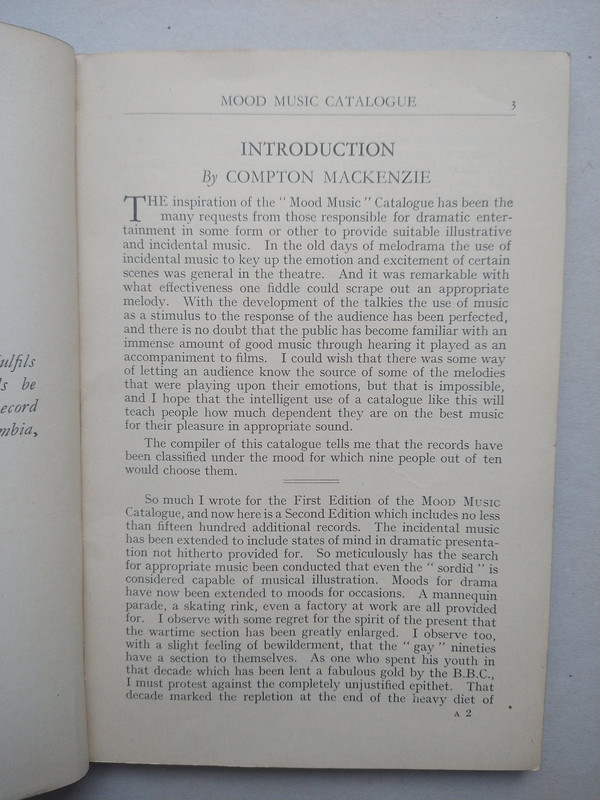 ulfils
ls be
ecord
mbia,
MOOD MUSIC CATALOGUE 3
INTRODUCTION
By COMPTON MACKENZIE
THE inspiration of the “ Mood Music ” Catalogue has been the
many requests from those responsible for dramatic enter-
tainment in some form or other to provide suitable illustrative
and incidental music. In the old days of melodrama the use of
incidental music to key up the emotion and excitement of certain
scenes was general in the theatre. And it was remarkable with
what effectiveness one fiddle could scrape out an appropriate
melody. With the development of the talkies the use of music
as a stimulus to the response of the audience has been perfected,
and there is no doubt that the public has become familiar with an
immense amount of good music through hearing it played as an
accompaniment to films. I could wish that there was some way
of letting an audience know the source of some of the melodies
that were playing upon their emotions, but that is impossible,
and I hope that the intelligent use of a catalogue like this will
teach people how much dependent they are on the best music
for their pleasure in appropriate sound.
The compiler of this catalogue tells me that the records have
been classified under the mood for which nine people out of ten
would choose them.
So much I wrote for the First Edition of the MOOD MUSIC
Catalogue, and now here is a Second Edition which includes no less
than fifteen hundred additional records. The incidental music
has been extended to include states of mind in dramatic presenta-
tion not hitherto provided for. So meticulously has the search
for appropriate music been conducted that even the “ sordid ” is
considered capable of musical illustration. Moods for drama
have now been extended to moods for occasions. A mannequin
parade, a skating rink, even a factory at work are all provided
for. I observe with some regret for the spirit of the present that
the wartime section has been greatly enlarged. I observe too,
with a slight feeling of bewilderment, that the “ gay ” nineties
have a section to themselves. As one who spent his youth in
that decade which has been lent a fabulous gold by the B.B.C.,
I must protest against the completely unjustified epithet. That
decade marked the repletion at the end of the heavy diet of
A 2